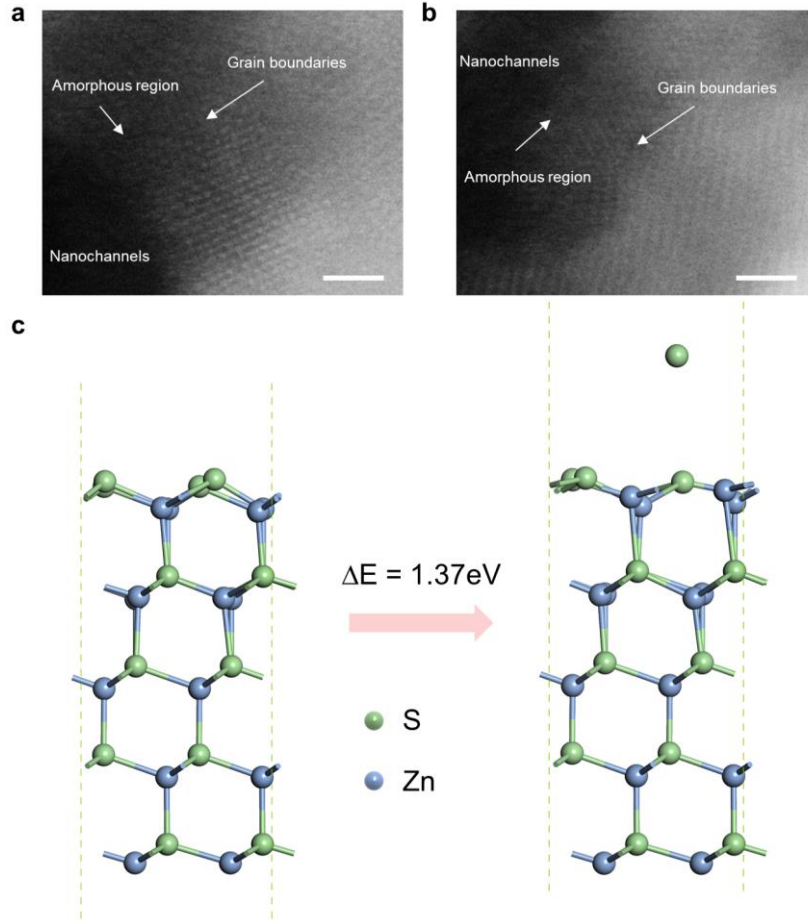 a
Amorphous region
Grain boundaries
Nanochannels
b
Nanochannels
Grain boundaries
Amorphous region
c
ΔE = 1.37eV
S
Zn